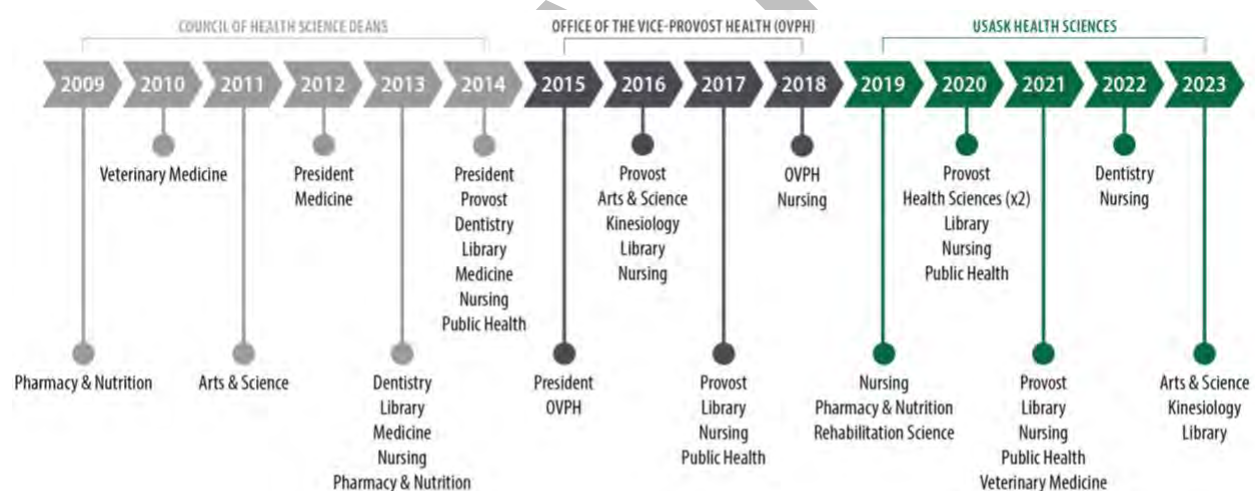 COUNCIL OF HEALTH SCIENCE DEANS
OFFICE OF THE VICE-PROVOST HEALTH (OVPH)
USASK HEALTH SCIENCES
2009
2010
2011
2012
2013
2014
2015
2016
2017
2018
2019
2020
2021
2022
2023
Veterinary Medicine
President
Medicine
President
Provost
Dentistry
Library
Medicine
Nursing
Public Health
Provost
Arts & Science
Kinesiology
Library
Nursing
OVPH
Nursing
Provost
Health Sciences (x2)
Library
Nursing
Public Health
Dentistry
Nursing
Pharmacy & Nutrition
Arts & Science
Dentistry
Library
Medicine
Nursing
Pharmacy & Nutrition
President
OVPH
Provost
Library
Nursing
Public Health
Nursing
Pharmacy & Nutrition
Rehabilitation Science
Provost
Library
Nursing
Public Health
Veterinary Medicine
Arts & Science
Kinesiology
Library